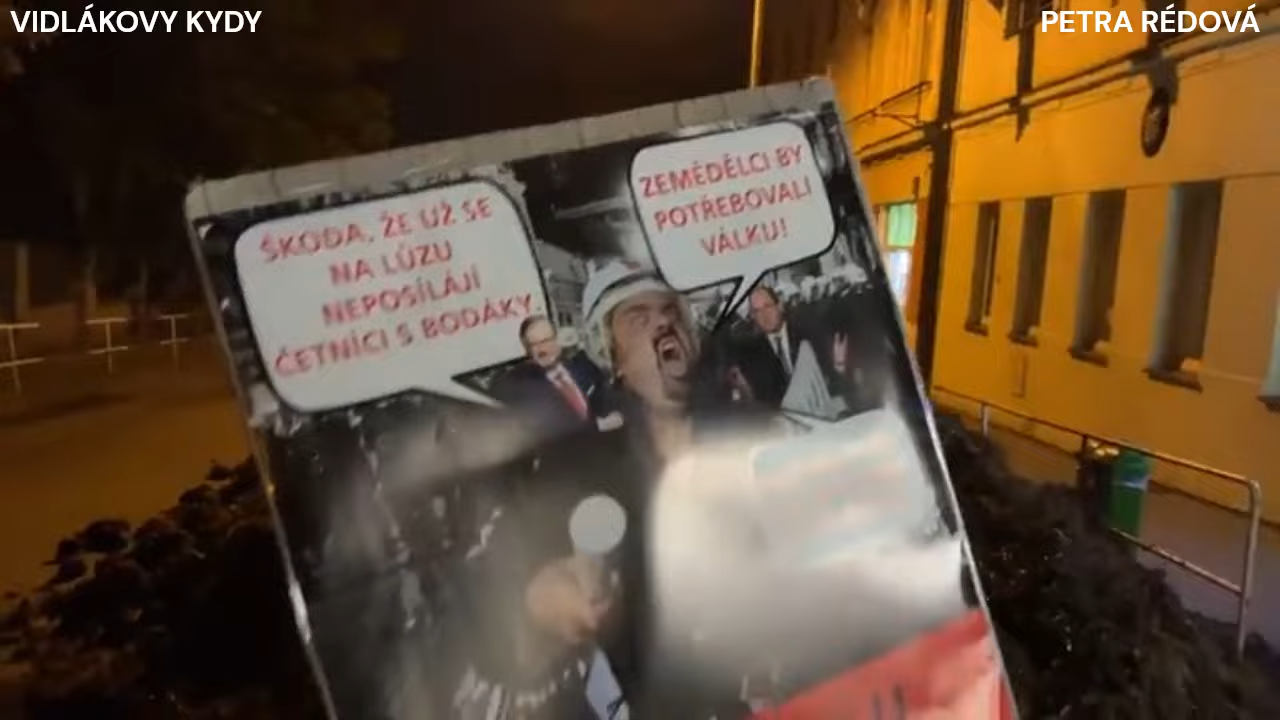 VIDLÁKOVY KYDY
PETRA RÉDOVÁ
ŠKODA, ŽE UŽ SE
NA LŮZU
NEPOSÍLAJÍ
ČETNÍCI S BODÁKY.
ZEMĚDĚLCI BY
POTŘEBOVALI
VÁLKU!